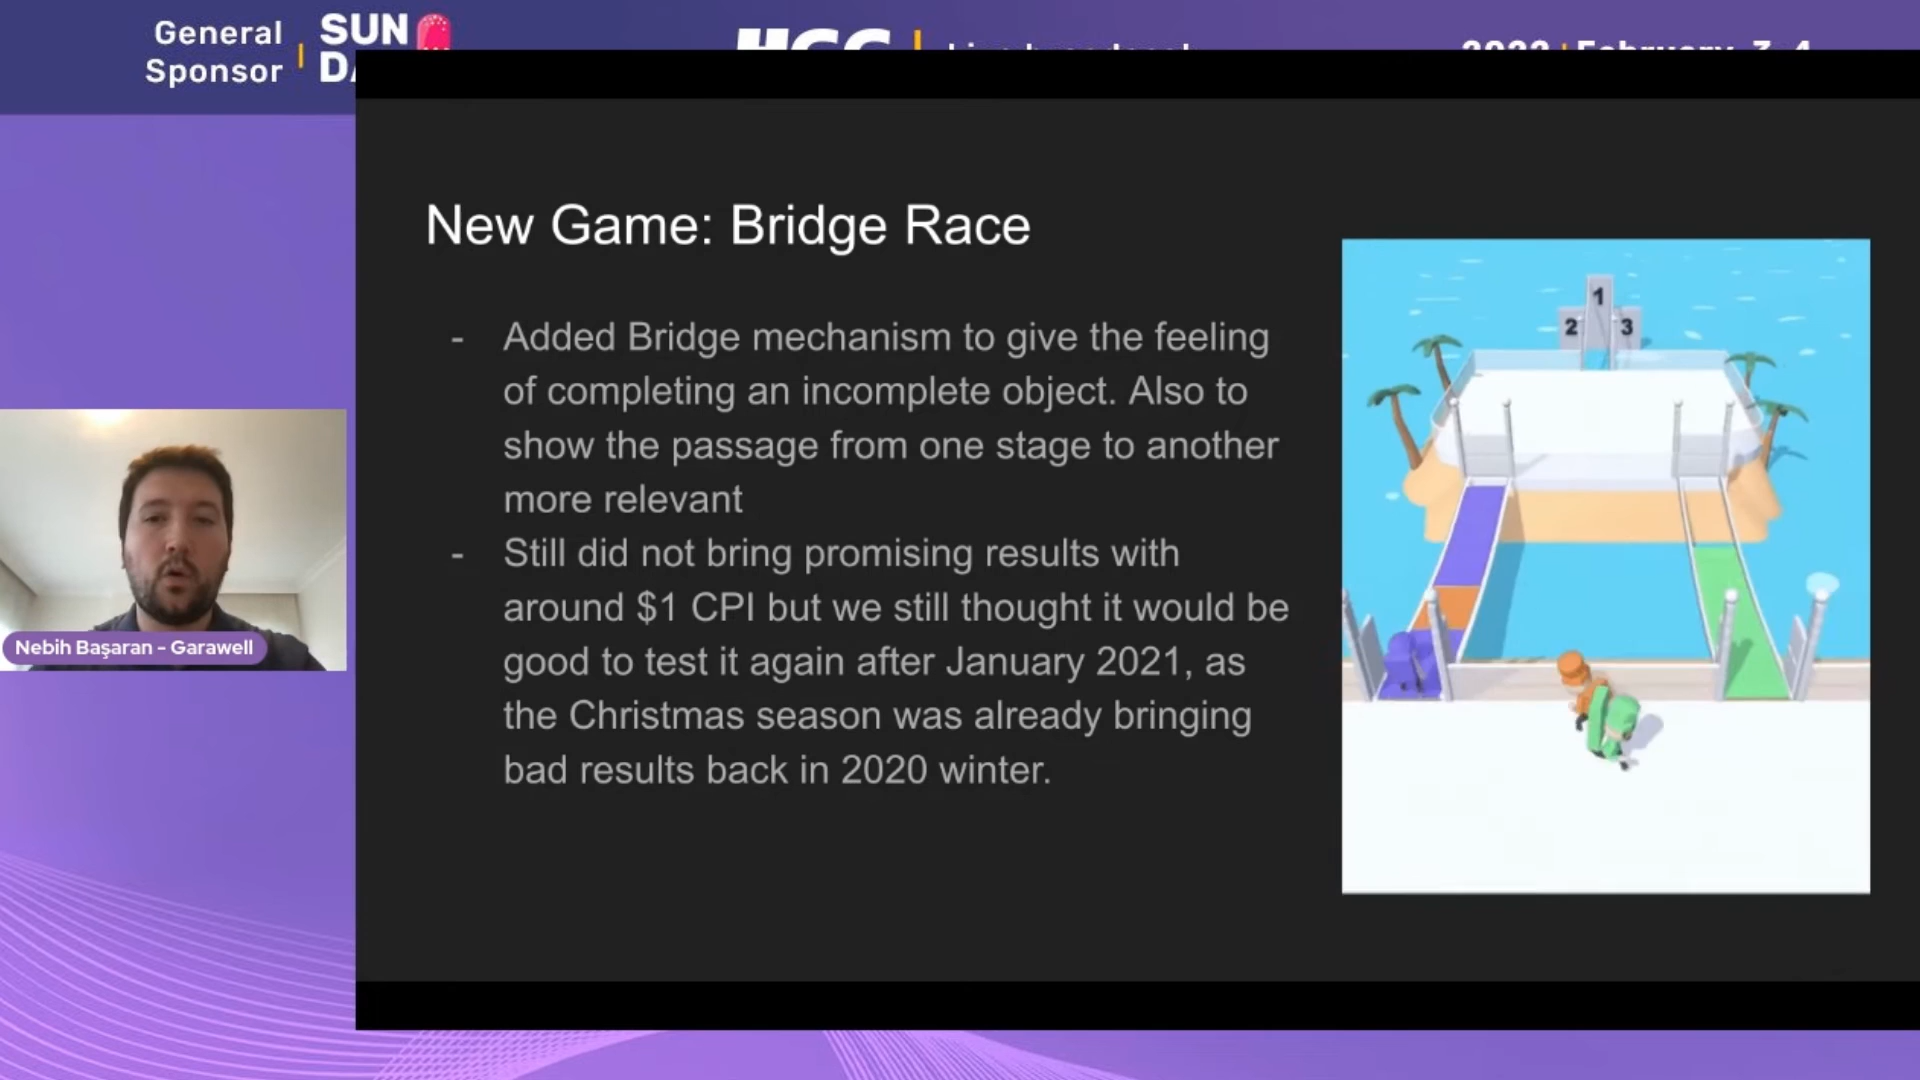 General
Sponsor
SUN
New Game: Bridge Race
- Added Bridge mechanism to give the feeling
of completing an incomplete object. Also to
show the passage from one stage to another
more relevant
- Still did not bring promising results with
around $1 CPI but we still thought it would be
good to test it again after January 2021, as
the Christmas season was already bringing
bad results back in 2020 winter.
1
2 3
Nebih Başaran - Garawell